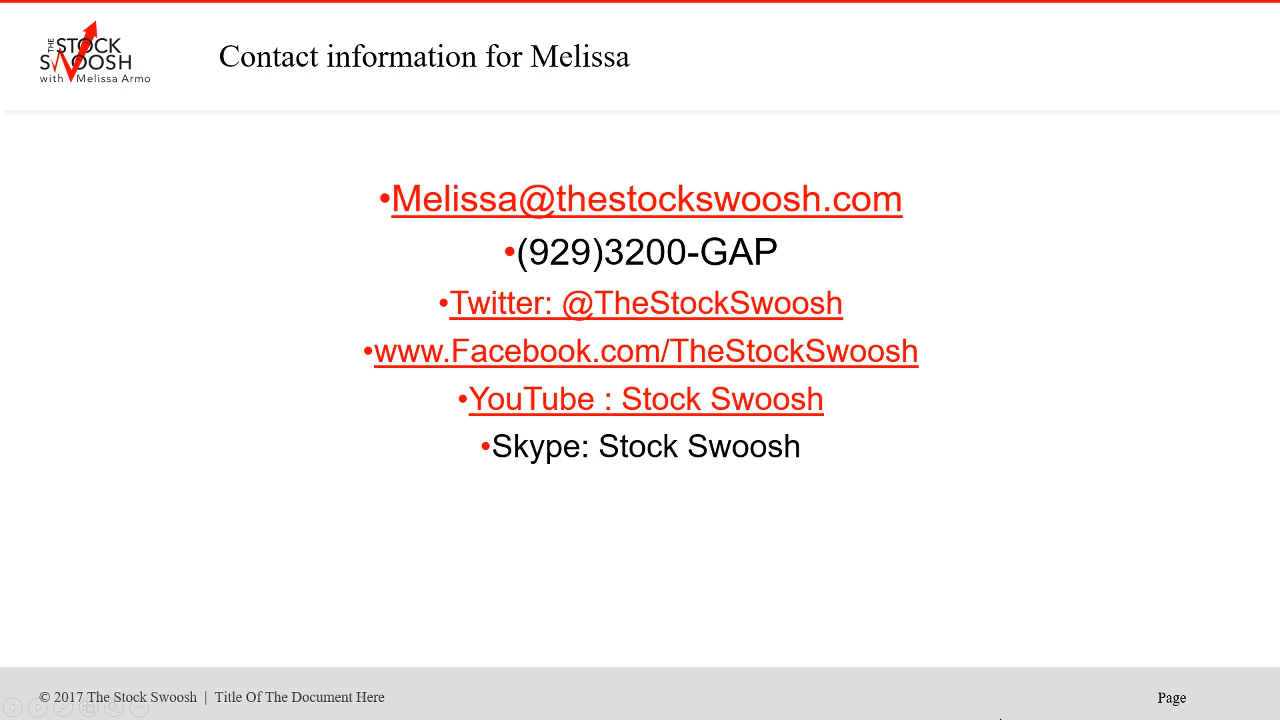 THE STOCK
SWOOSH
with Melissa Armo
Contact information for Melissa
•Melissa@thestockswoosh.com
•(929)3200-GAP
•Twitter: @TheStockSwoosh
•www.Facebook.com/TheStockSwoosh
•YouTube : Stock Swoosh
•Skype: Stock Swoosh
© 2017 The Stock Swoosh | Title Of The Document Here
Page